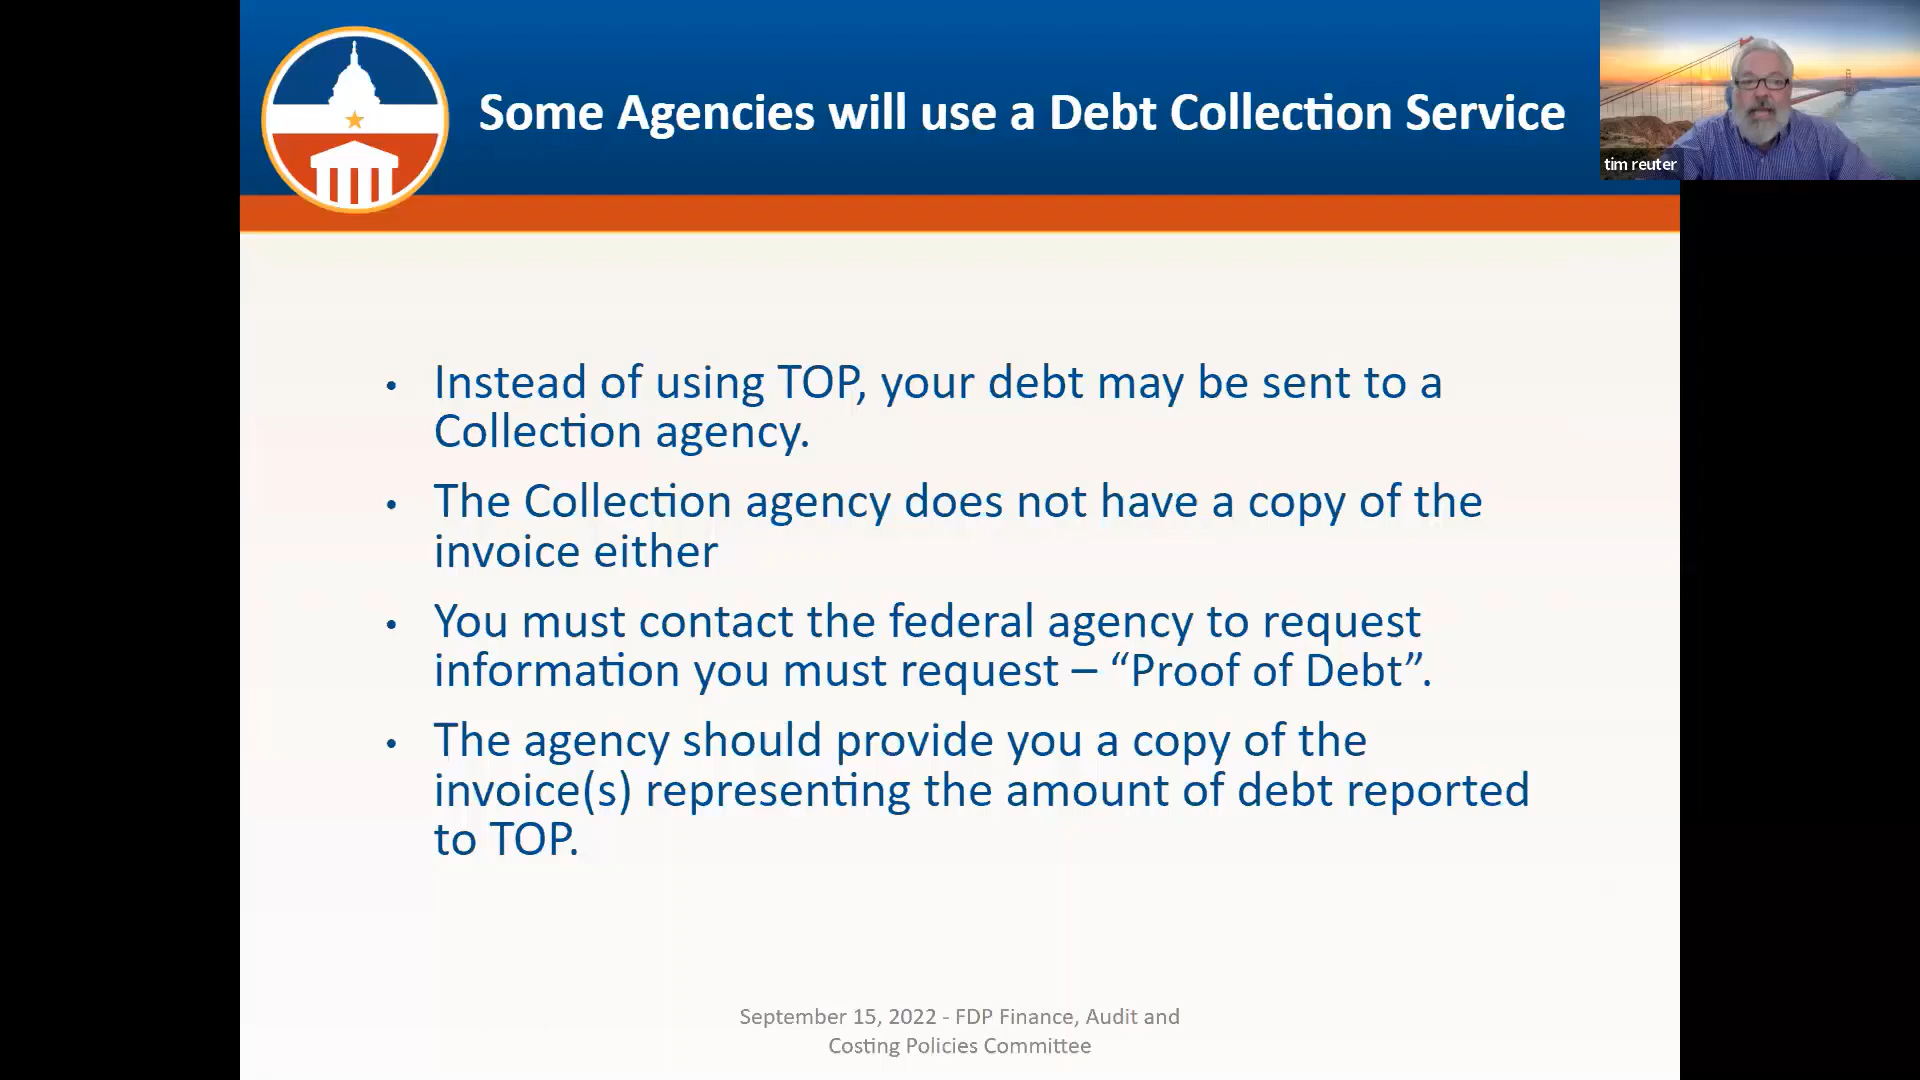 Some Agencies will use a Debt Collection Service
tim reuter
• Instead of using TOP, your debt may be sent to a
Collection agency.
• The Collection agency does not have a copy of the
invoice either
• You must contact the federal agency to request
information you must request – “Proof of Debt”.
• The agency should provide you a copy of the
invoice(s) representing the amount of debt reported
to TOP.
September 15, 2022 - FDP Finance, Audit and
Costing Policies Committee